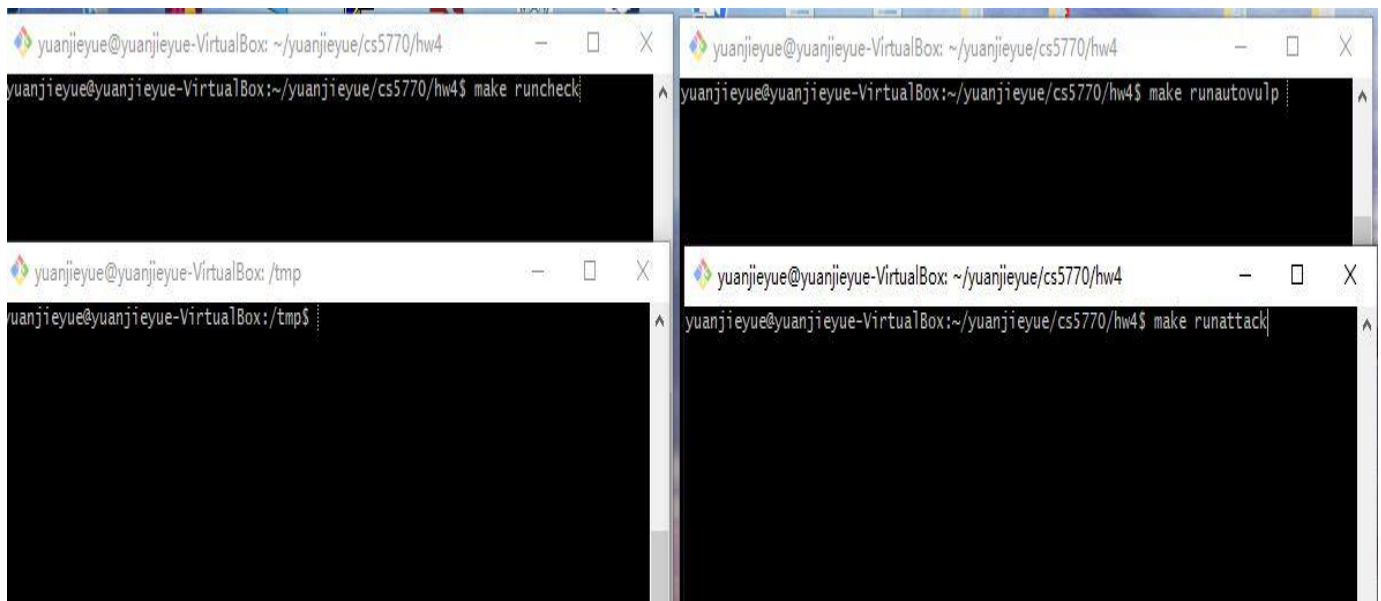 yuanjieyue@yuanjieyue-VirtualBox: ~/yuanjieyue/cs5770/hw4
yuanjieyue@yuanjieyue-VirtualBox:~/yuanjieyue/cs5770/hw4$ make runcheck
yuanjieyue@yuanjieyue-VirtualBox: ~/yuanjieyue/cs5770/hw4
yuanjieyue@yuanjieyue-VirtualBox:~/yuanjieyue/cs5770/hw4$ make runautovulp
yuanjieyue@yuanjieyue-VirtualBox: /tmp
yuanjieyue@yuanjieyue-VirtualBox:/tmp$
yuanjieyue@yuanjieyue-VirtualBox: ~/yuanjieyue/cs5770/hw4
yuanjieyue@yuanjieyue-VirtualBox:~/yuanjieyue/cs5770/hw4$ make runattack